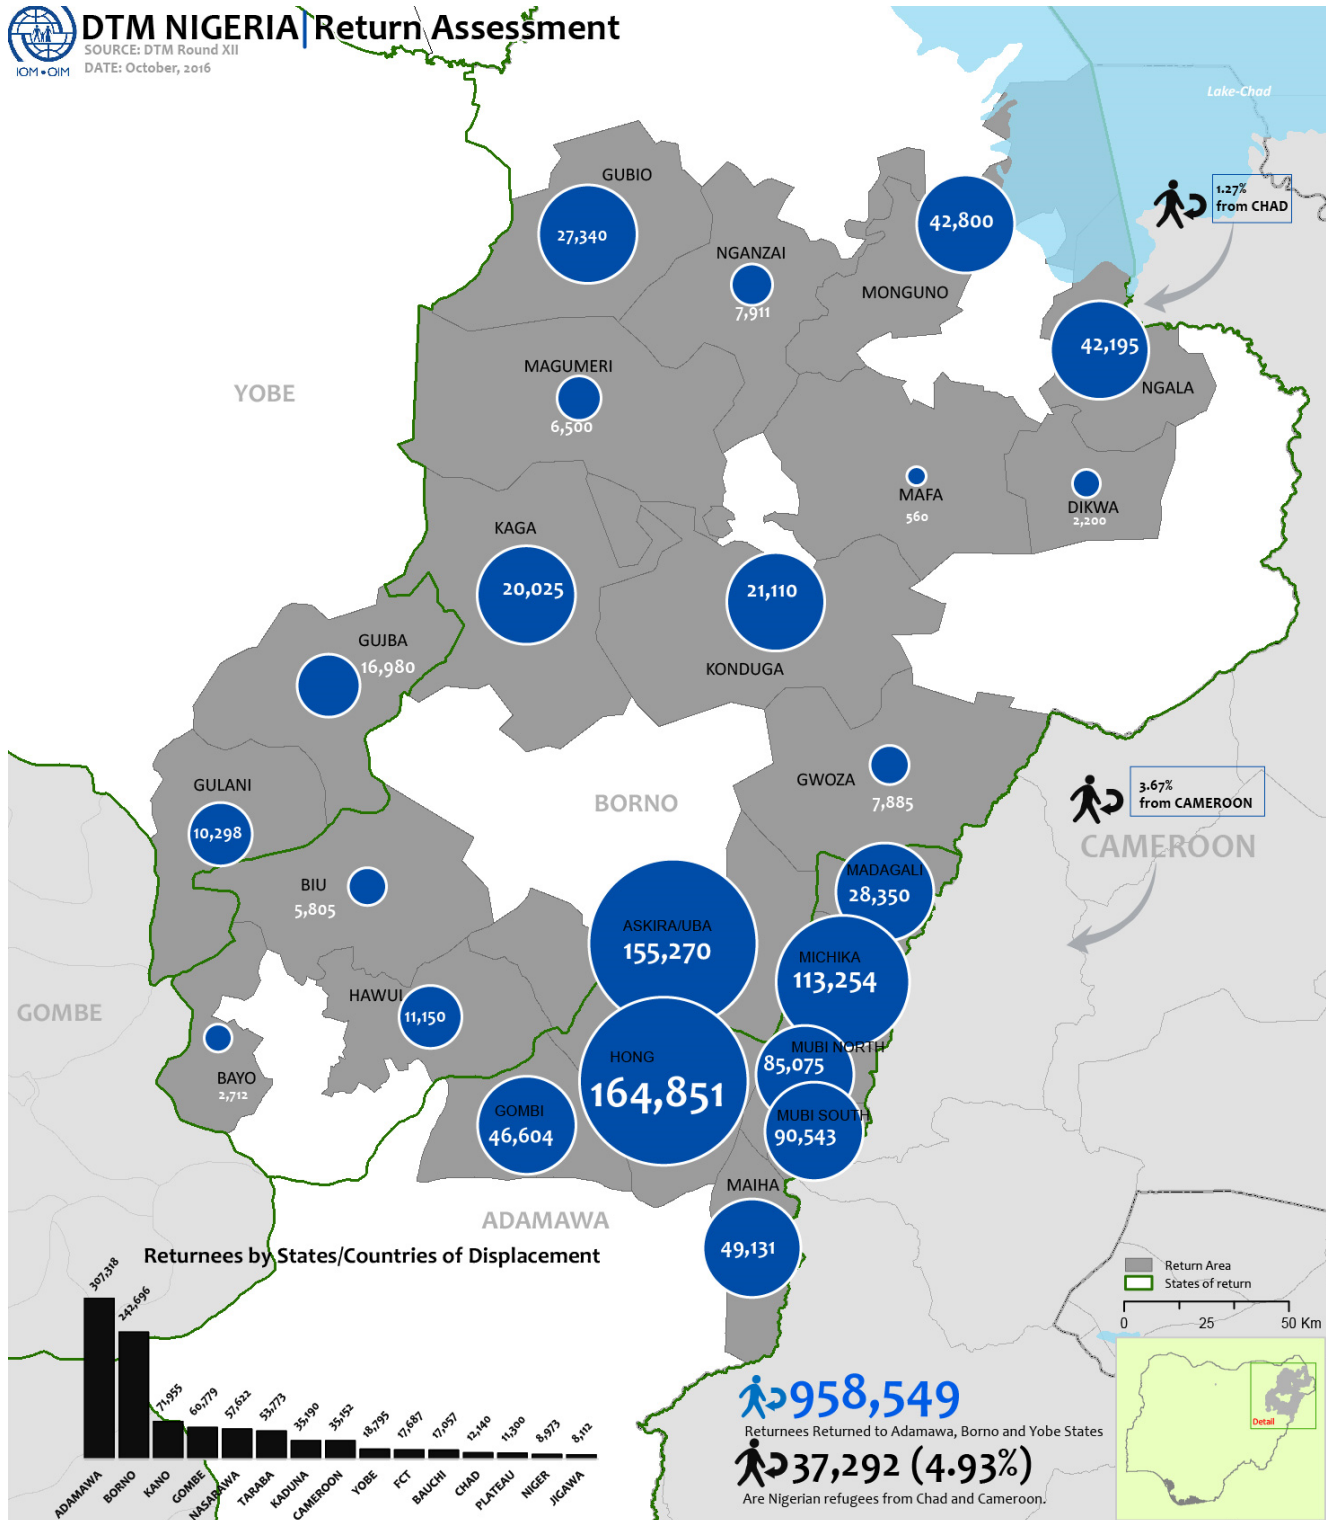 DTM NIGERIA | Return Assessment
SOURCE: DTM Round XII
DATE: October, 2016
IOM • OIM
Lake-Chad
1.27%
from CHAD
GUBIO
27,340
NGANZAI
7,911
42,800
MONGUNO
42,195
NGALA
MAGUMERI
6,500
YOBE
MAFA
560
DIKWA
2,200
KAGA
20,025
21,110
KONDUGA
GUJBA
16,980
GULANI
10,298
BORNO
GWOZA
7,885
3.67%
from CAMEROON
CAMEROON
BIU
5,805
MADAGALI
28,350
ASKIRA/UBA
155,270
MICHIKA
113,254
GOMBE
HAWUI
11,150
BAYO
2,712
HONG
164,851
MUBI NORTH
85,075
MUBI SOUTH
90,543
GOMBI
46,604
MAIHA
49,131
ADAMAWA
Returnees by States/Countries of Displacement
307,318
242,696
71,955
60,779
57,622
53,773
35,190
35,152
18,795
17,687
17,057
12,140
11,300
8,973
8,112
ADAMAWA
BORNO
KANO
GOMBE
NASARAWA
TARABA
KADUNA
CAMEROON
YOBE
FCT
BAUCHI
CHAD
PLATEAU
NIGER
JIGAWA
Return Area
States of return
0 25 50 Km
Detail
958,549
Returnees Returned to Adamawa, Borno and Yobe States
37,292 (4.93%)
Are Nigerian refugees from Chad and Cameroon.